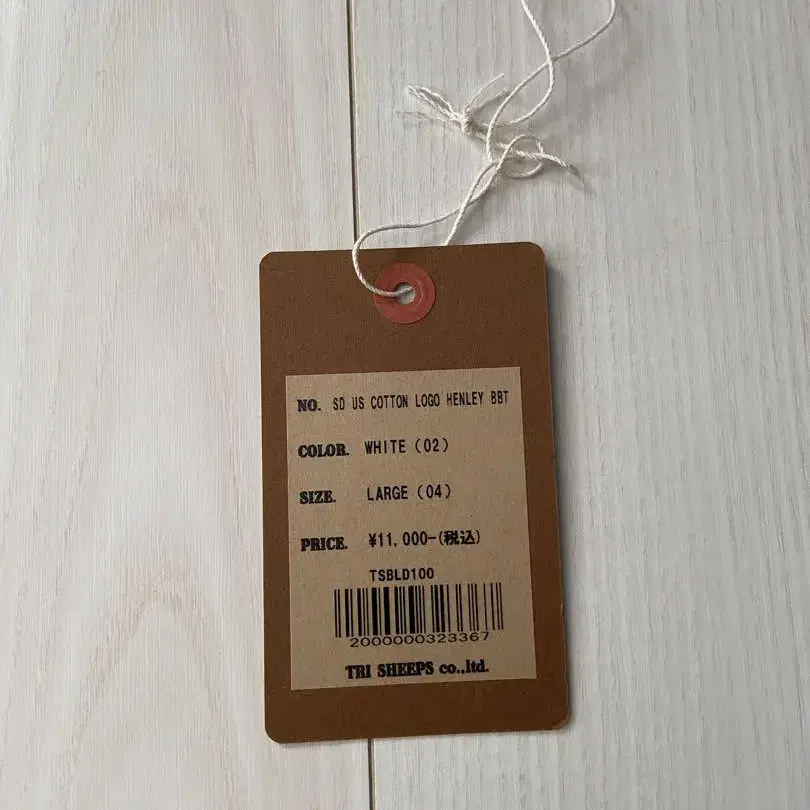 NO. SD US COTTON LOGO HENLEY BBT
COLOR. WHITE (02)
SIZE. LARGE (04)
PRICE. ¥11,000-(税込)
TSBLD100
2000000323367
TRI SHEEPS co.,ltd.